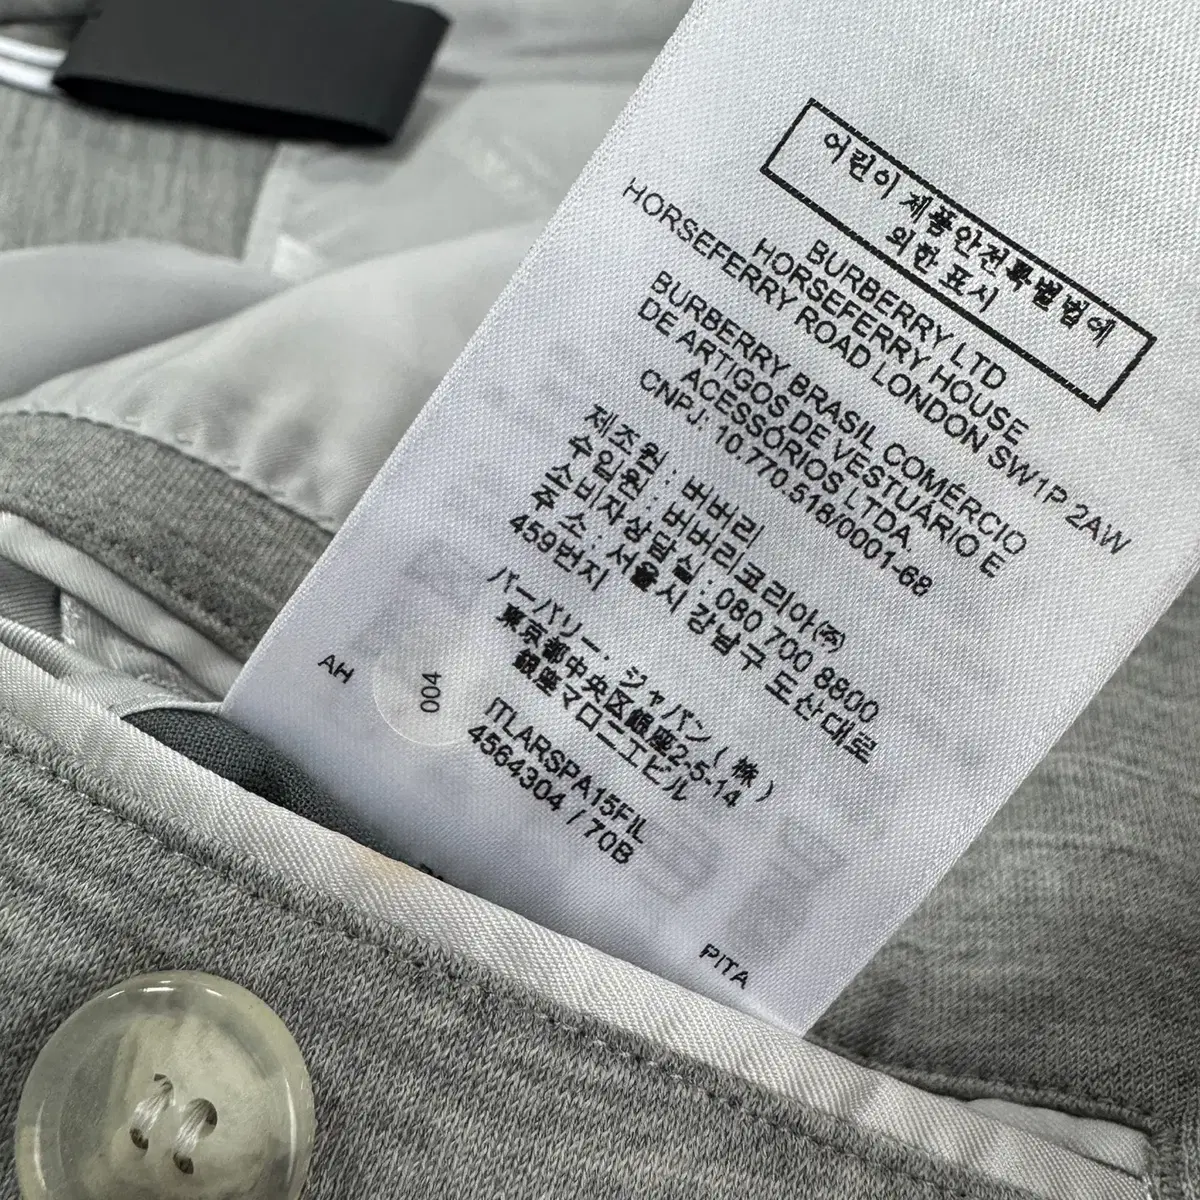 어린이 제품안전특별법에
의한 표시
BURBERRY LTD
HORSEFERRY HOUSE
HORSEFERRY ROAD LONDON SW1P 2AW
BURBERRY BRASIL COMÉRCIO
DE ARTIGOS DE VESTUÁRIO E
ACESSÓRIOS LTDA.
CNPJ: 10.770.518/0001-68
제조원 : 버버리
수입원 : 버버리코리아㈜
소비자상담실 : 080 700 8800
주 소 : 서울시 강남구 도산대로
459번지
バーバリー・ジャパン（株）
東京都中央区銀座2-5-14
銀座マロニエビル
ITLARSPA15FIL
4564304 / 70B
AH
004
PITA